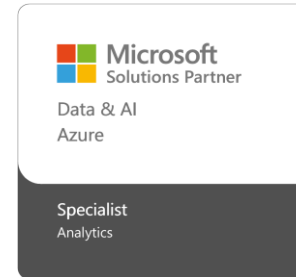 Microsoft
Solutions Partner
Data & AI
Azure
Specialist
Analytics